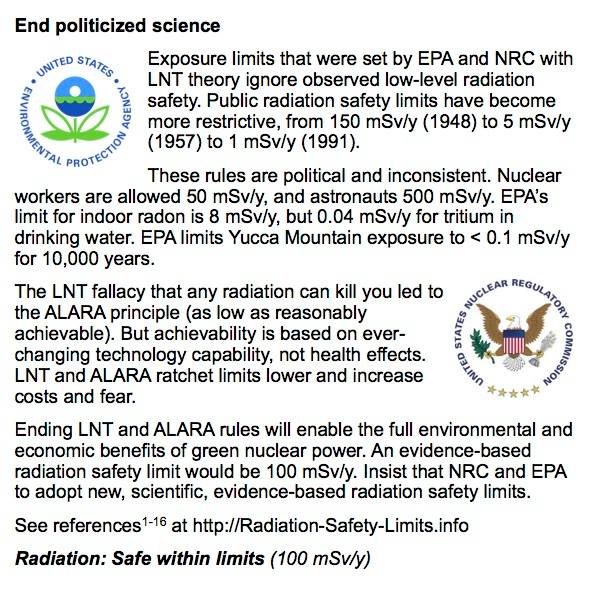 End politicized science
UNITED STATES
ENVIRONMENTAL PROTECTION AGENCY
Exposure limits that were set by EPA and NRC with
LNT theory ignore observed low-level radiation
safety. Public radiation safety limits have become
more restrictive, from 150 mSv/y (1948) to 5 mSv/y
(1957) to 1 mSv/y (1991).
These rules are political and inconsistent. Nuclear
workers are allowed 50 mSv/y, and astronauts 500 mSv/y. EPA’s
limit for indoor radon is 8 mSv/y, but 0.04 mSv/y for tritium in
drinking water. EPA limits Yucca Mountain exposure to < 0.1 mSv/y
for 10,000 years.
The LNT fallacy that any radiation can kill you led to
the ALARA principle (as low as reasonably
achievable). But achievability is based on ever-
changing technology capability, not health effects.
LNT and ALARA ratchet limits lower and increase
costs and fear.
UNITED STATES NUCLEAR REGULATORY COMMISSION
Ending LNT and ALARA rules will enable the full environmental and
economic benefits of green nuclear power. An evidence-based
radiation safety limit would be 100 mSv/y. Insist that NRC and EPA
to adopt new, scientific, evidence-based radiation safety limits.
See references1-16 at http://Radiation-Safety-Limits.info
Radiation: Safe within limits (100 mSv/y)